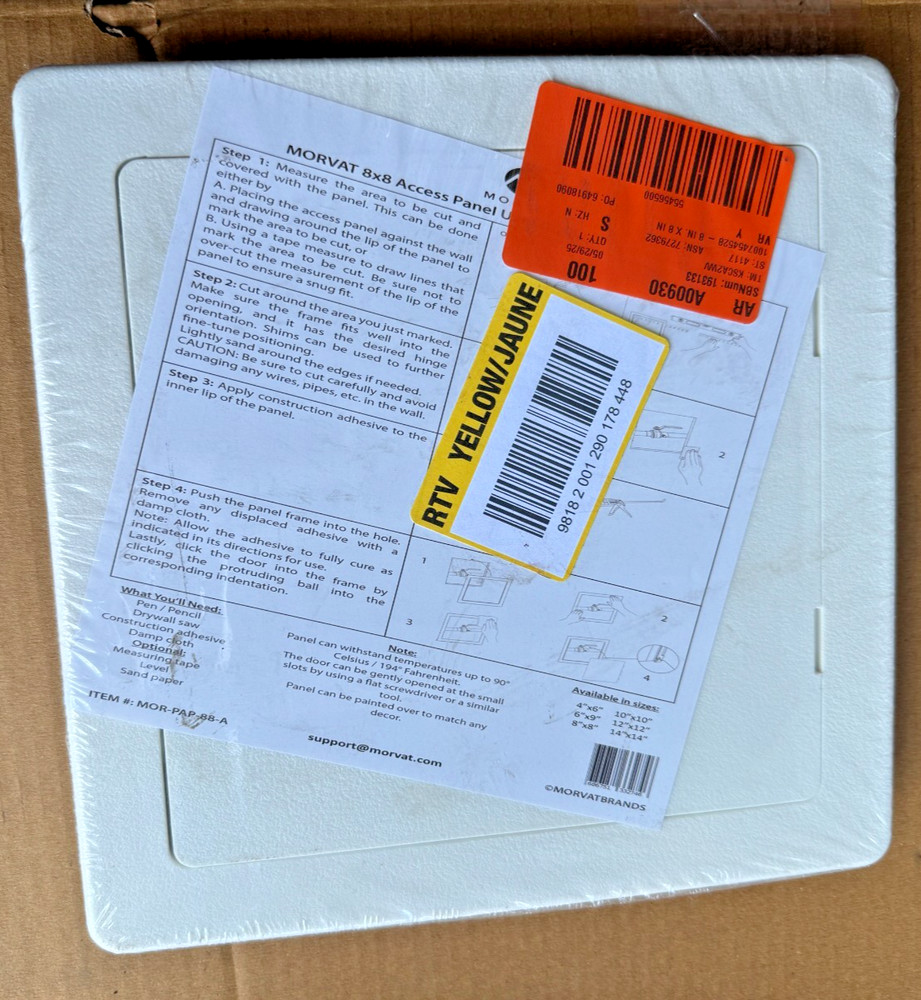 MORVAT 8x8 Access Panel U
M O
Step 1: Measure the area to be cut and
covered with the panel. This can be done
either by
A. Placing the access panel against the wall
and drawing around the lip of the panel to
mark the area to be cut, or
B. Using a tape measure to draw lines that
mark the area to be cut. Be sure not to
over-cut the measurement of the lip of the
panel to ensure a snug fit.
Step 2: Cut around the area you just marked.
Make sure the frame fits well into the
opening, and it has the desired hinge
orientation. Shims can be used to further
fine-tune positioning.
Lightly sand around the edges if needed.
CAUTION: Be sure to cut carefully and avoid
damaging any wires, pipes, etc. in the wall.
Step 3: Apply construction adhesive to the
inner lip of the panel.
Step 4: Push the panel frame into the hole.
Remove any displaced adhesive with a
damp cloth.
Note: Allow the adhesive to fully cure as
indicated in its directions for use.
Lastly, click the door into the frame by
clicking the protruding ball into the
corresponding indentation.
2
1
2
3
4
What You'll Need:
Pen / Pencil
Drywall saw
Construction adhesive
Damp cloth
Optional:
Measuring tape
Level
Sand paper
Note:
Panel can withstand temperatures up to 90°
Celsius / 194° Fahrenheit.
The door can be gently opened at the small
slots by using a flat screwdriver or a similar
tool.
Panel can be painted over to match any
decor.
Available in sizes:
4"x6" 10"x10"
6"x9" 12"x12"
8"x8" 14"x14"
ITEM #: MOR-PAP-88-A
support@morvat.com
©MORVATBRANDS
AR
SBNum: 193133
A00930
100
IM: KSCA2WV
ST: 4117
ASN: 7279362
05/29/25
QTY: 1
1007454528 - 8 IN. X 8 IN
Y
HZ: N
S
VA
55456500
PO: 64918090
RTV YELLOW/JAUNE
9818 2 001 290 178 448